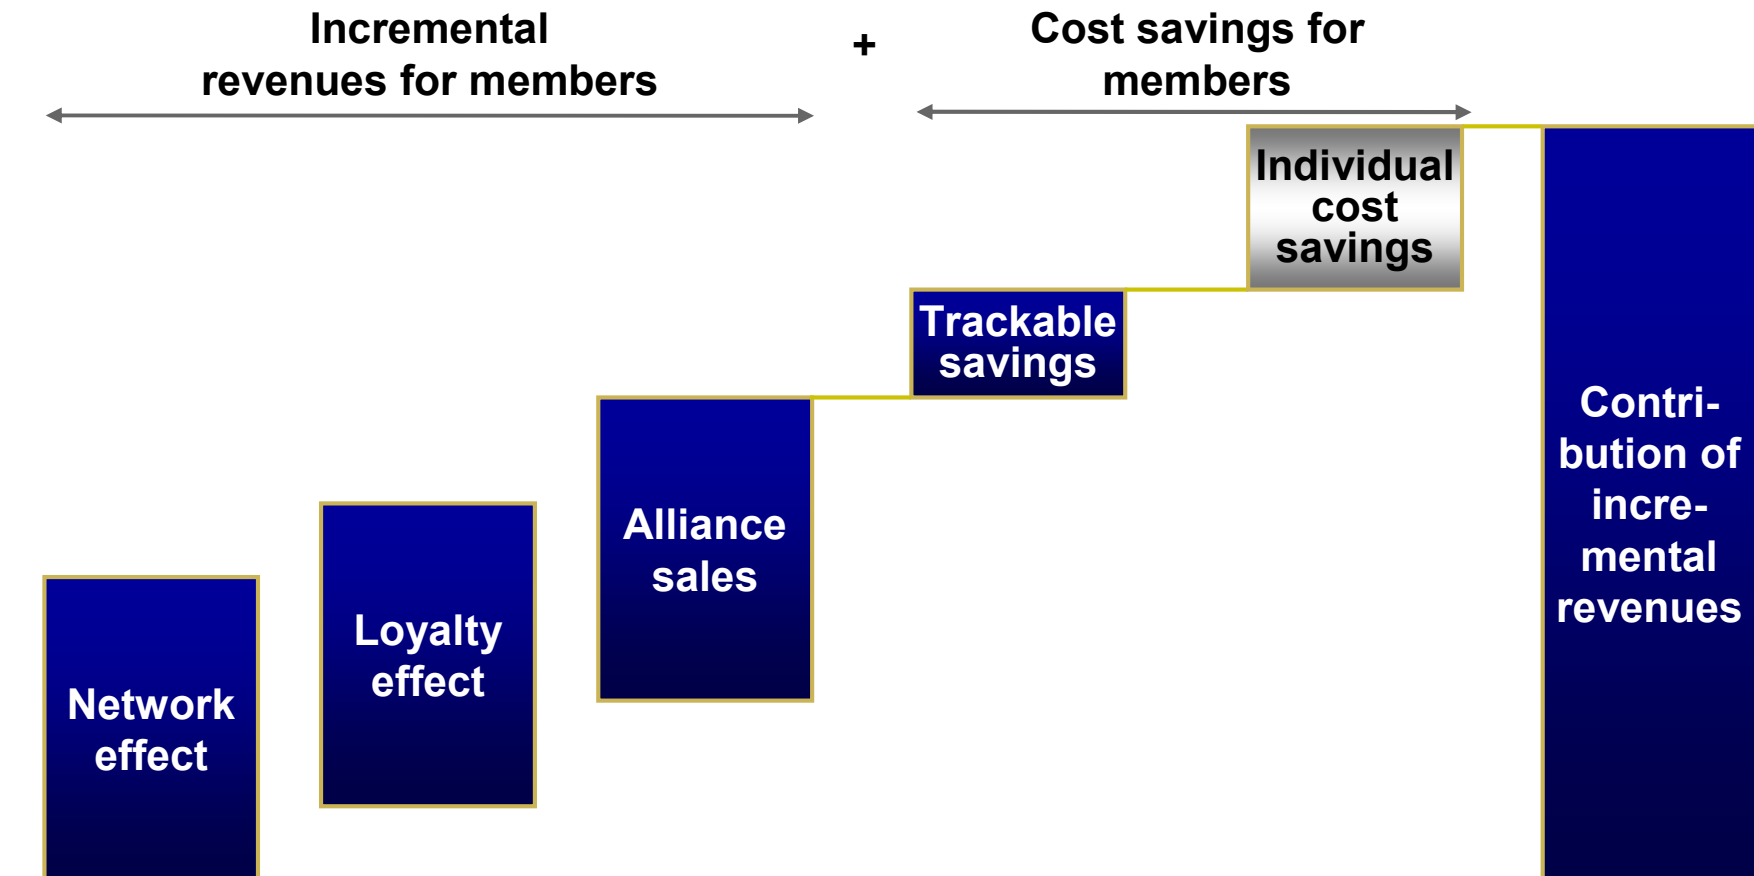 Incremental
revenues for members
+
Cost savings for
members
Individual
cost
savings
Trackable
savings
Contri-
bution of
incre-
mental
revenues
Alliance
sales
Loyalty
effect
Network
effect